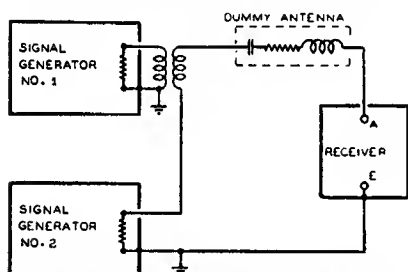 DUMMY ANTENNA
SIGNAL
GENERATOR
NO. 1
A
RECEIVER
E
SIGNAL
GENERATOR
NO. 2